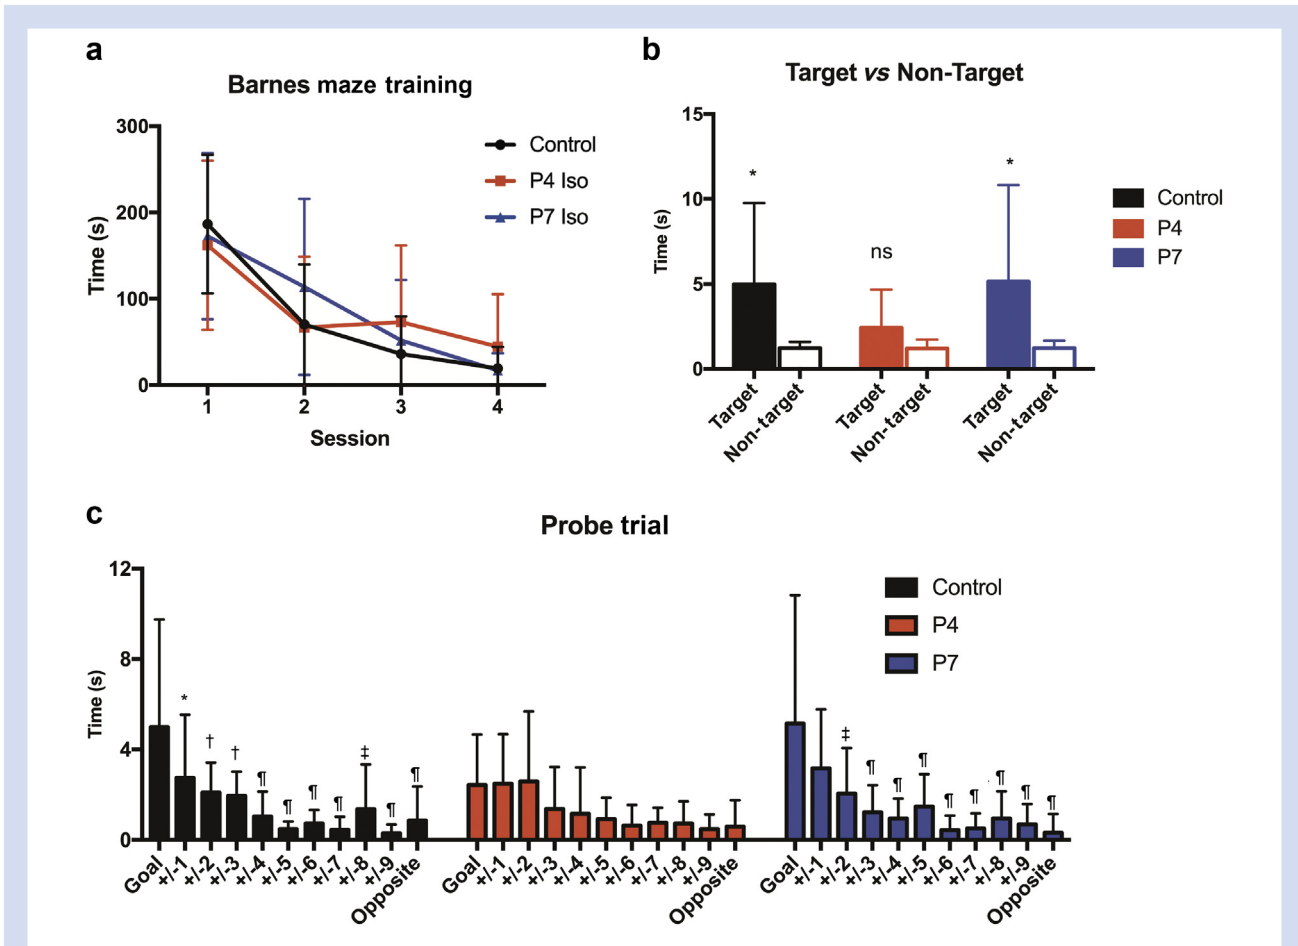 a
Barnes maze training
300
200
100
0
Time (s)
1 2 3 4
Session
Control
P4 Iso
P7 Iso
b
Target vs Non-Target
15
10
5
0
Time (s)
*
ns
*
Target Non-target Target Non-target Target Non-target
Control
P4
P7
c
Probe trial
12
8
4
0
Time (s)
* † † ¶ ¶ ¶ ¶ ‡ ¶ ¶
‡ ¶ ¶ ¶ ¶ ¶ ¶ ¶ ¶
Goal +/-1 +/-2 +/-3 +/-4 +/-5 +/-6 +/-7 +/-8 +/-9 Opposite
Goal +/-1 +/-2 +/-3 +/-4 +/-5 +/-6 +/-7 +/-8 +/-9 Opposite
Goal +/-1 +/-2 +/-3 +/-4 +/-5 +/-6 +/-7 +/-8 +/-9 Opposite
Control
P4
P7